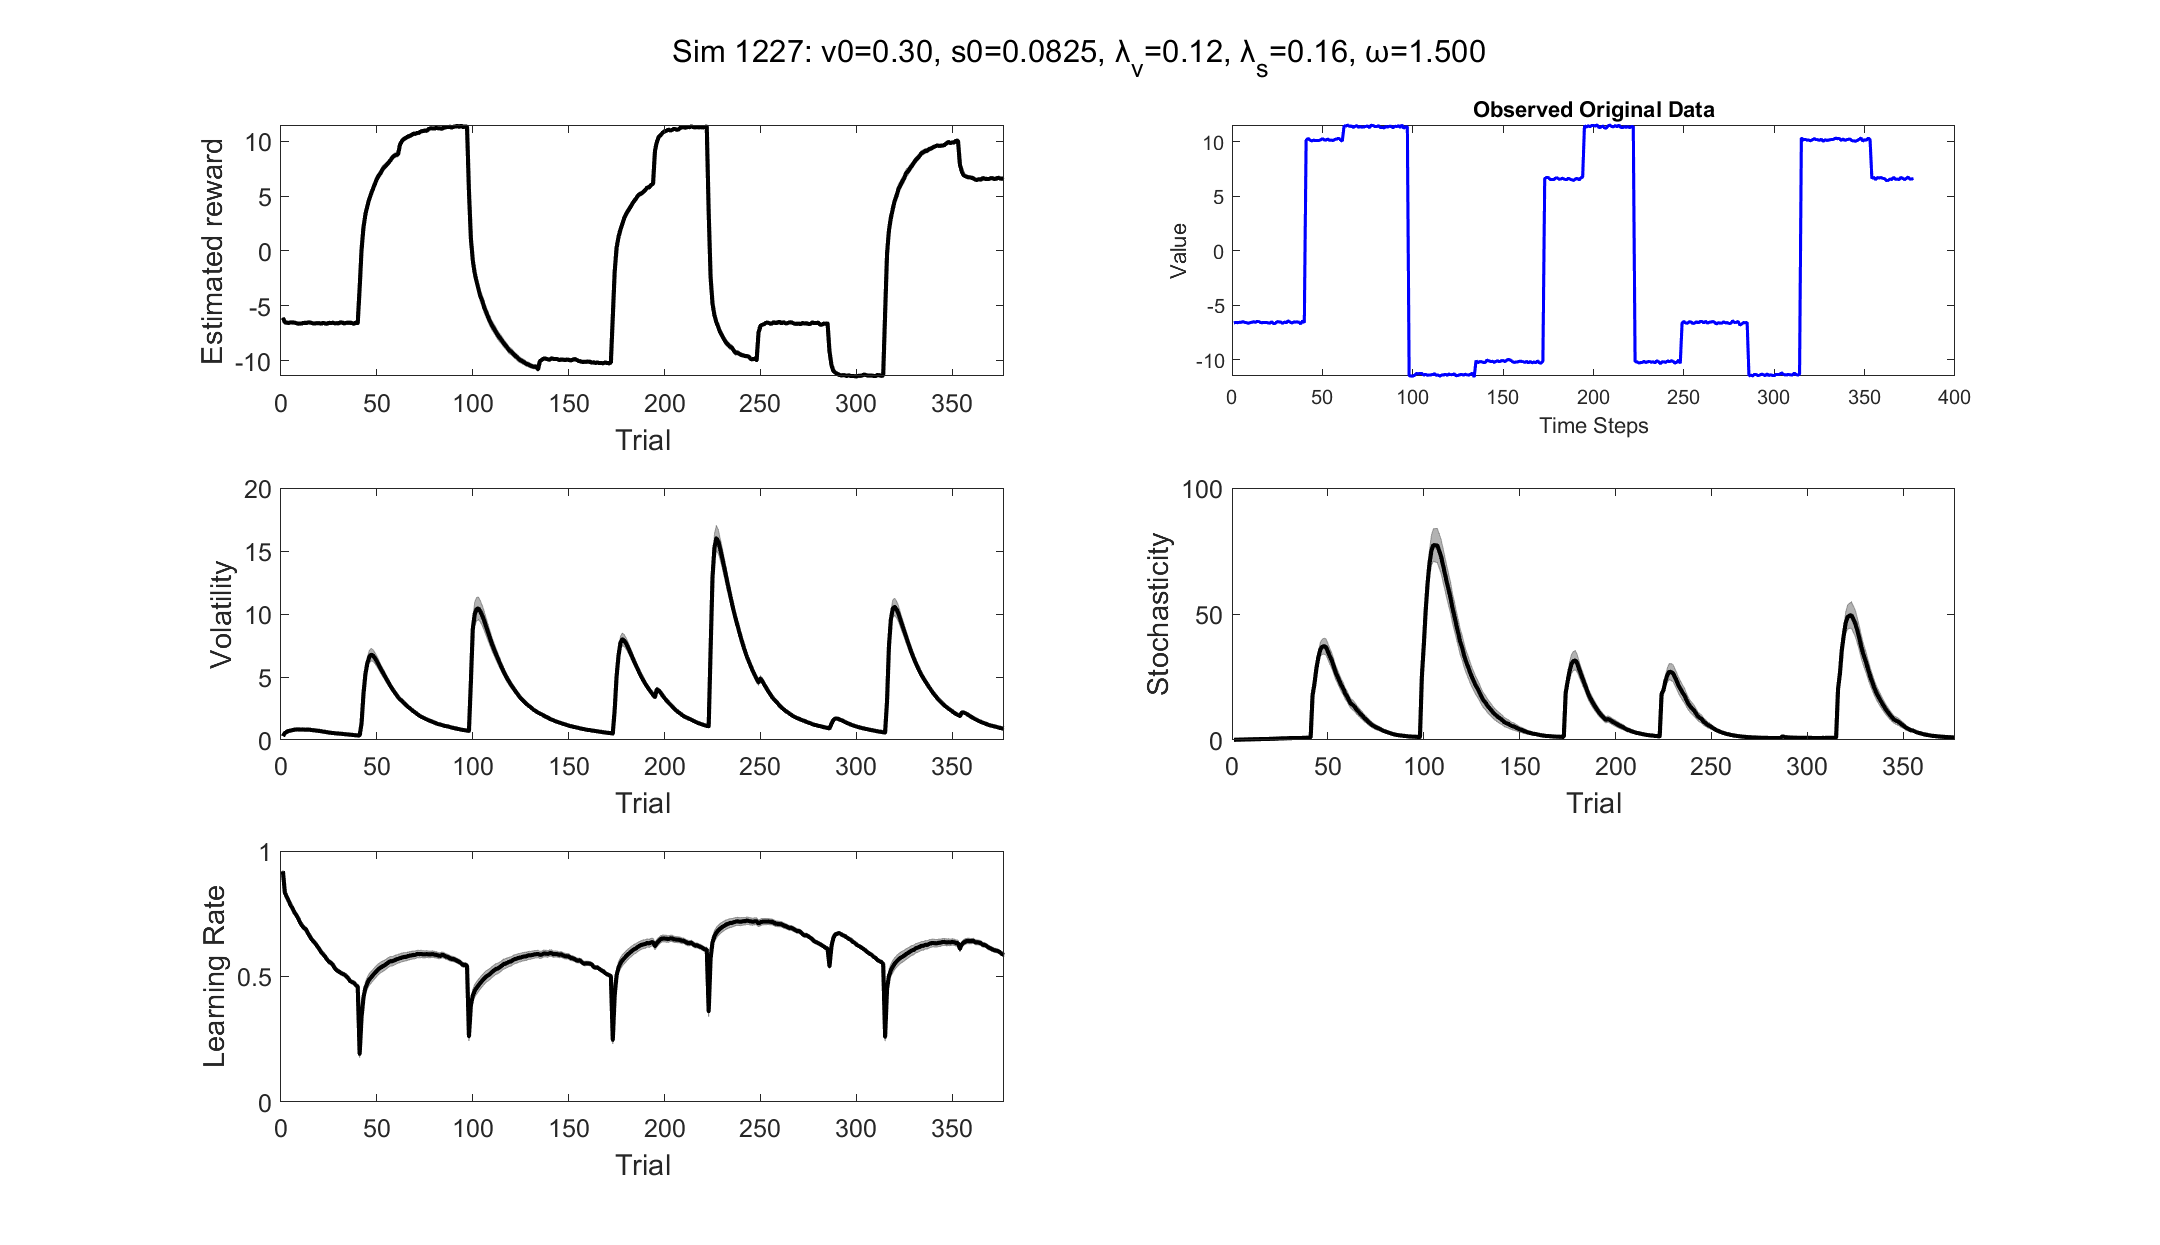 Sim 1227: v0=0.30, s0=0.0825, λ_v=0.12, λ_s=0.16, ω=1.500
Estimated reward
10
5
0
-5
-10
0 50 100 150 200 250 300 350
Trial
Observed Original Data
Value
10
5
0
-5
-10
0 50 100 150 200 250 300 350 400
Time Steps
Volatility
20
15
10
5
0
0 50 100 150 200 250 300 350
Trial
Stochasticity
100
50
0
0 50 100 150 200 250 300 350
Trial
Learning Rate
1
0.5
0
0 50 100 150 200 250 300 350
Trial